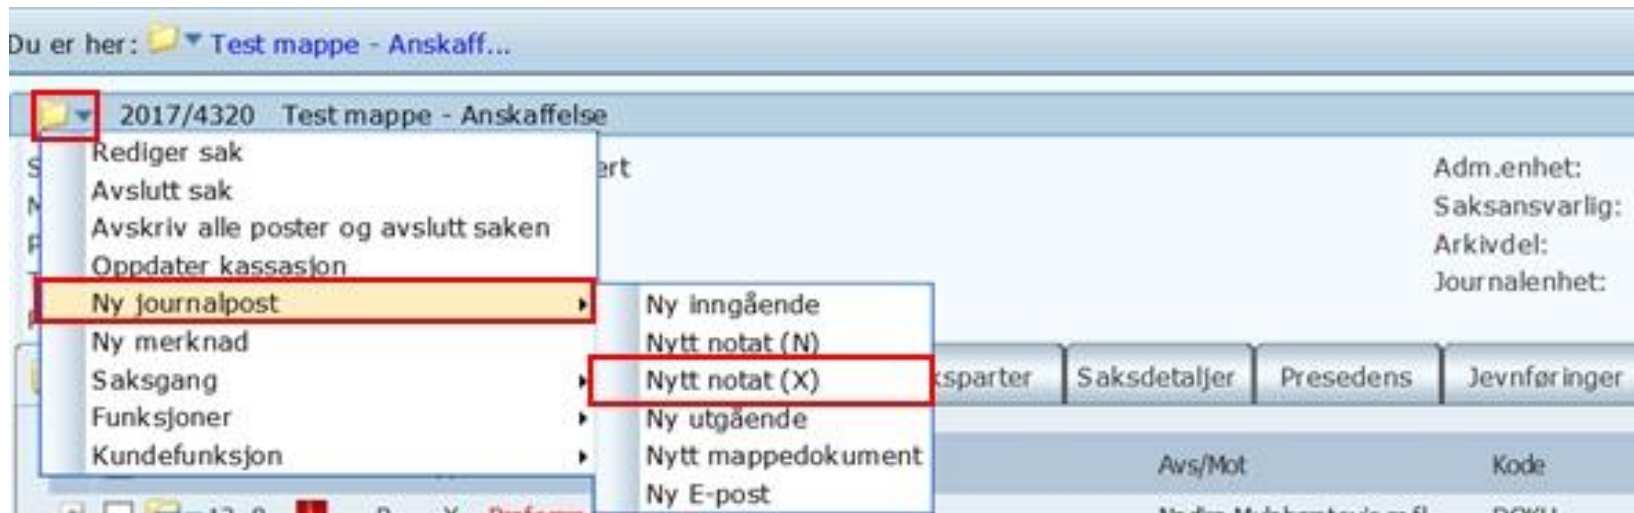 Du er her: Test mappe - Anskaff...
2017/4320 Test mappe - Anskaffelse
Rediger sak
Avslutt sak
Avskriv alle poster og avslutt saken
Oppdater kassasjon
Ny journalpost
Ny merknad
Saksgang
Funksjoner
Kundefunksjon
Ny inngående
Nytt notat (N)
Nytt notat (X)
Ny utgående
Nytt mappedokument
Ny E-post
Adm.enhet:
Saksansvarlig:
Arkivdel:
Journalenhet:
Saksdetaljer Presedens Jevnføringer
Avs/Mot Kode